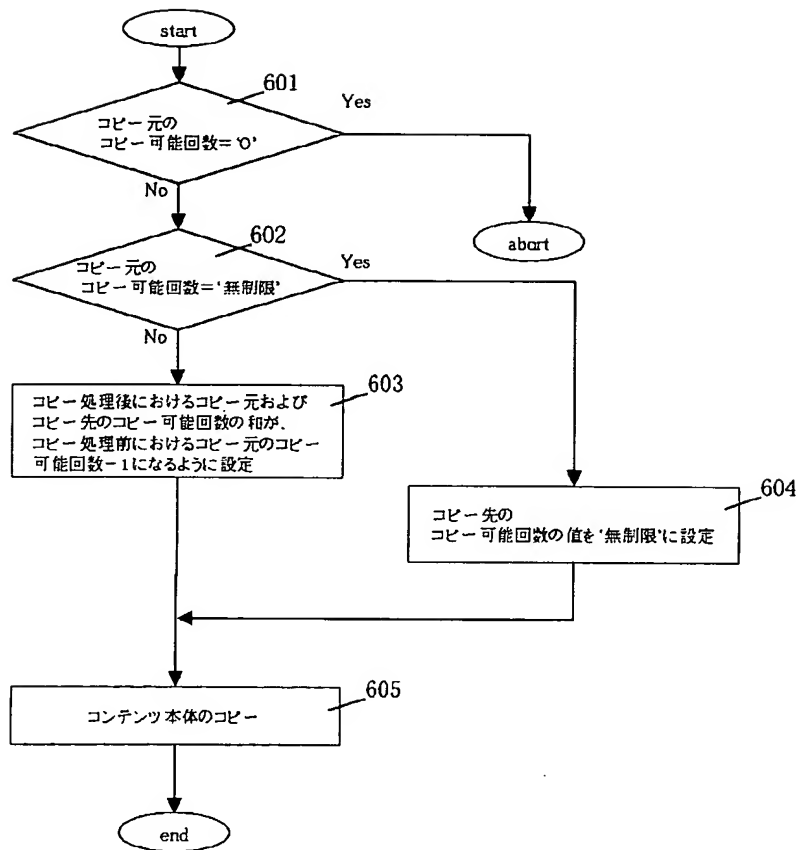 start
601
Yes
コピー元の
コピー可能回数='0'
No
602
abort
コピー元の
コピー可能回数='無制限'
Yes
No
603
コピー処理後におけるコピー元および
コピー先のコピー可能回数の和が、
コピー処理前におけるコピー元のコピー
可能回数-1になるように設定
604
コピー先の
コピー可能回数の値を'無制限'に設定
605
コンテンツ本体のコピー
end